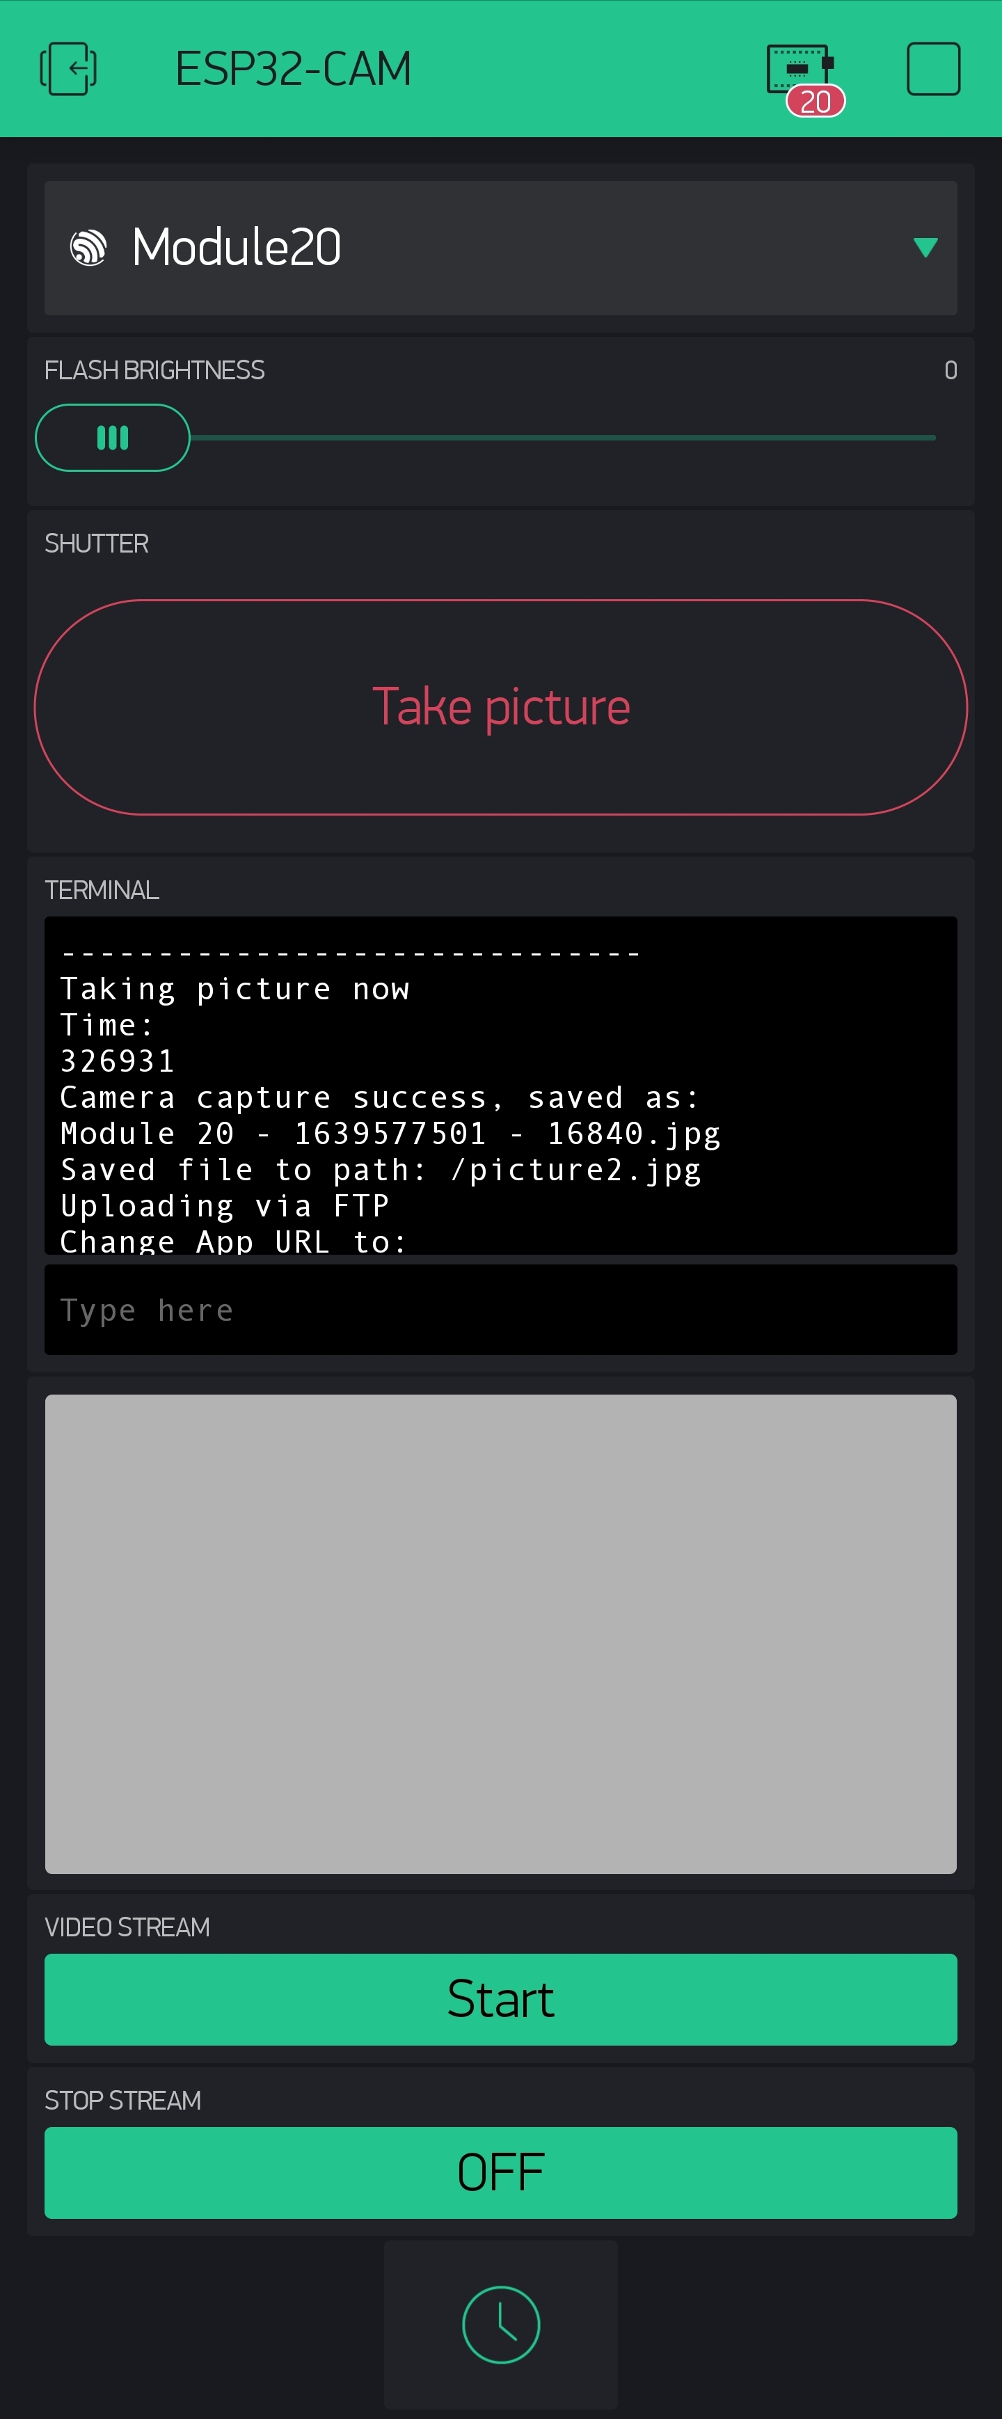 ESP32-CAM
20
Module20
FLASH BRIGHTNESS 0
SHUTTER
Take picture
TERMINAL
------------------------------
Taking picture now
Time:
326931
Camera capture success, saved as:
Module 20 - 1639577501 - 16840.jpg
Saved file to path: /picture2.jpg
Uploading via FTP
Change App URL to:
Type here
VIDEO STREAM
Start
STOP STREAM
OFF